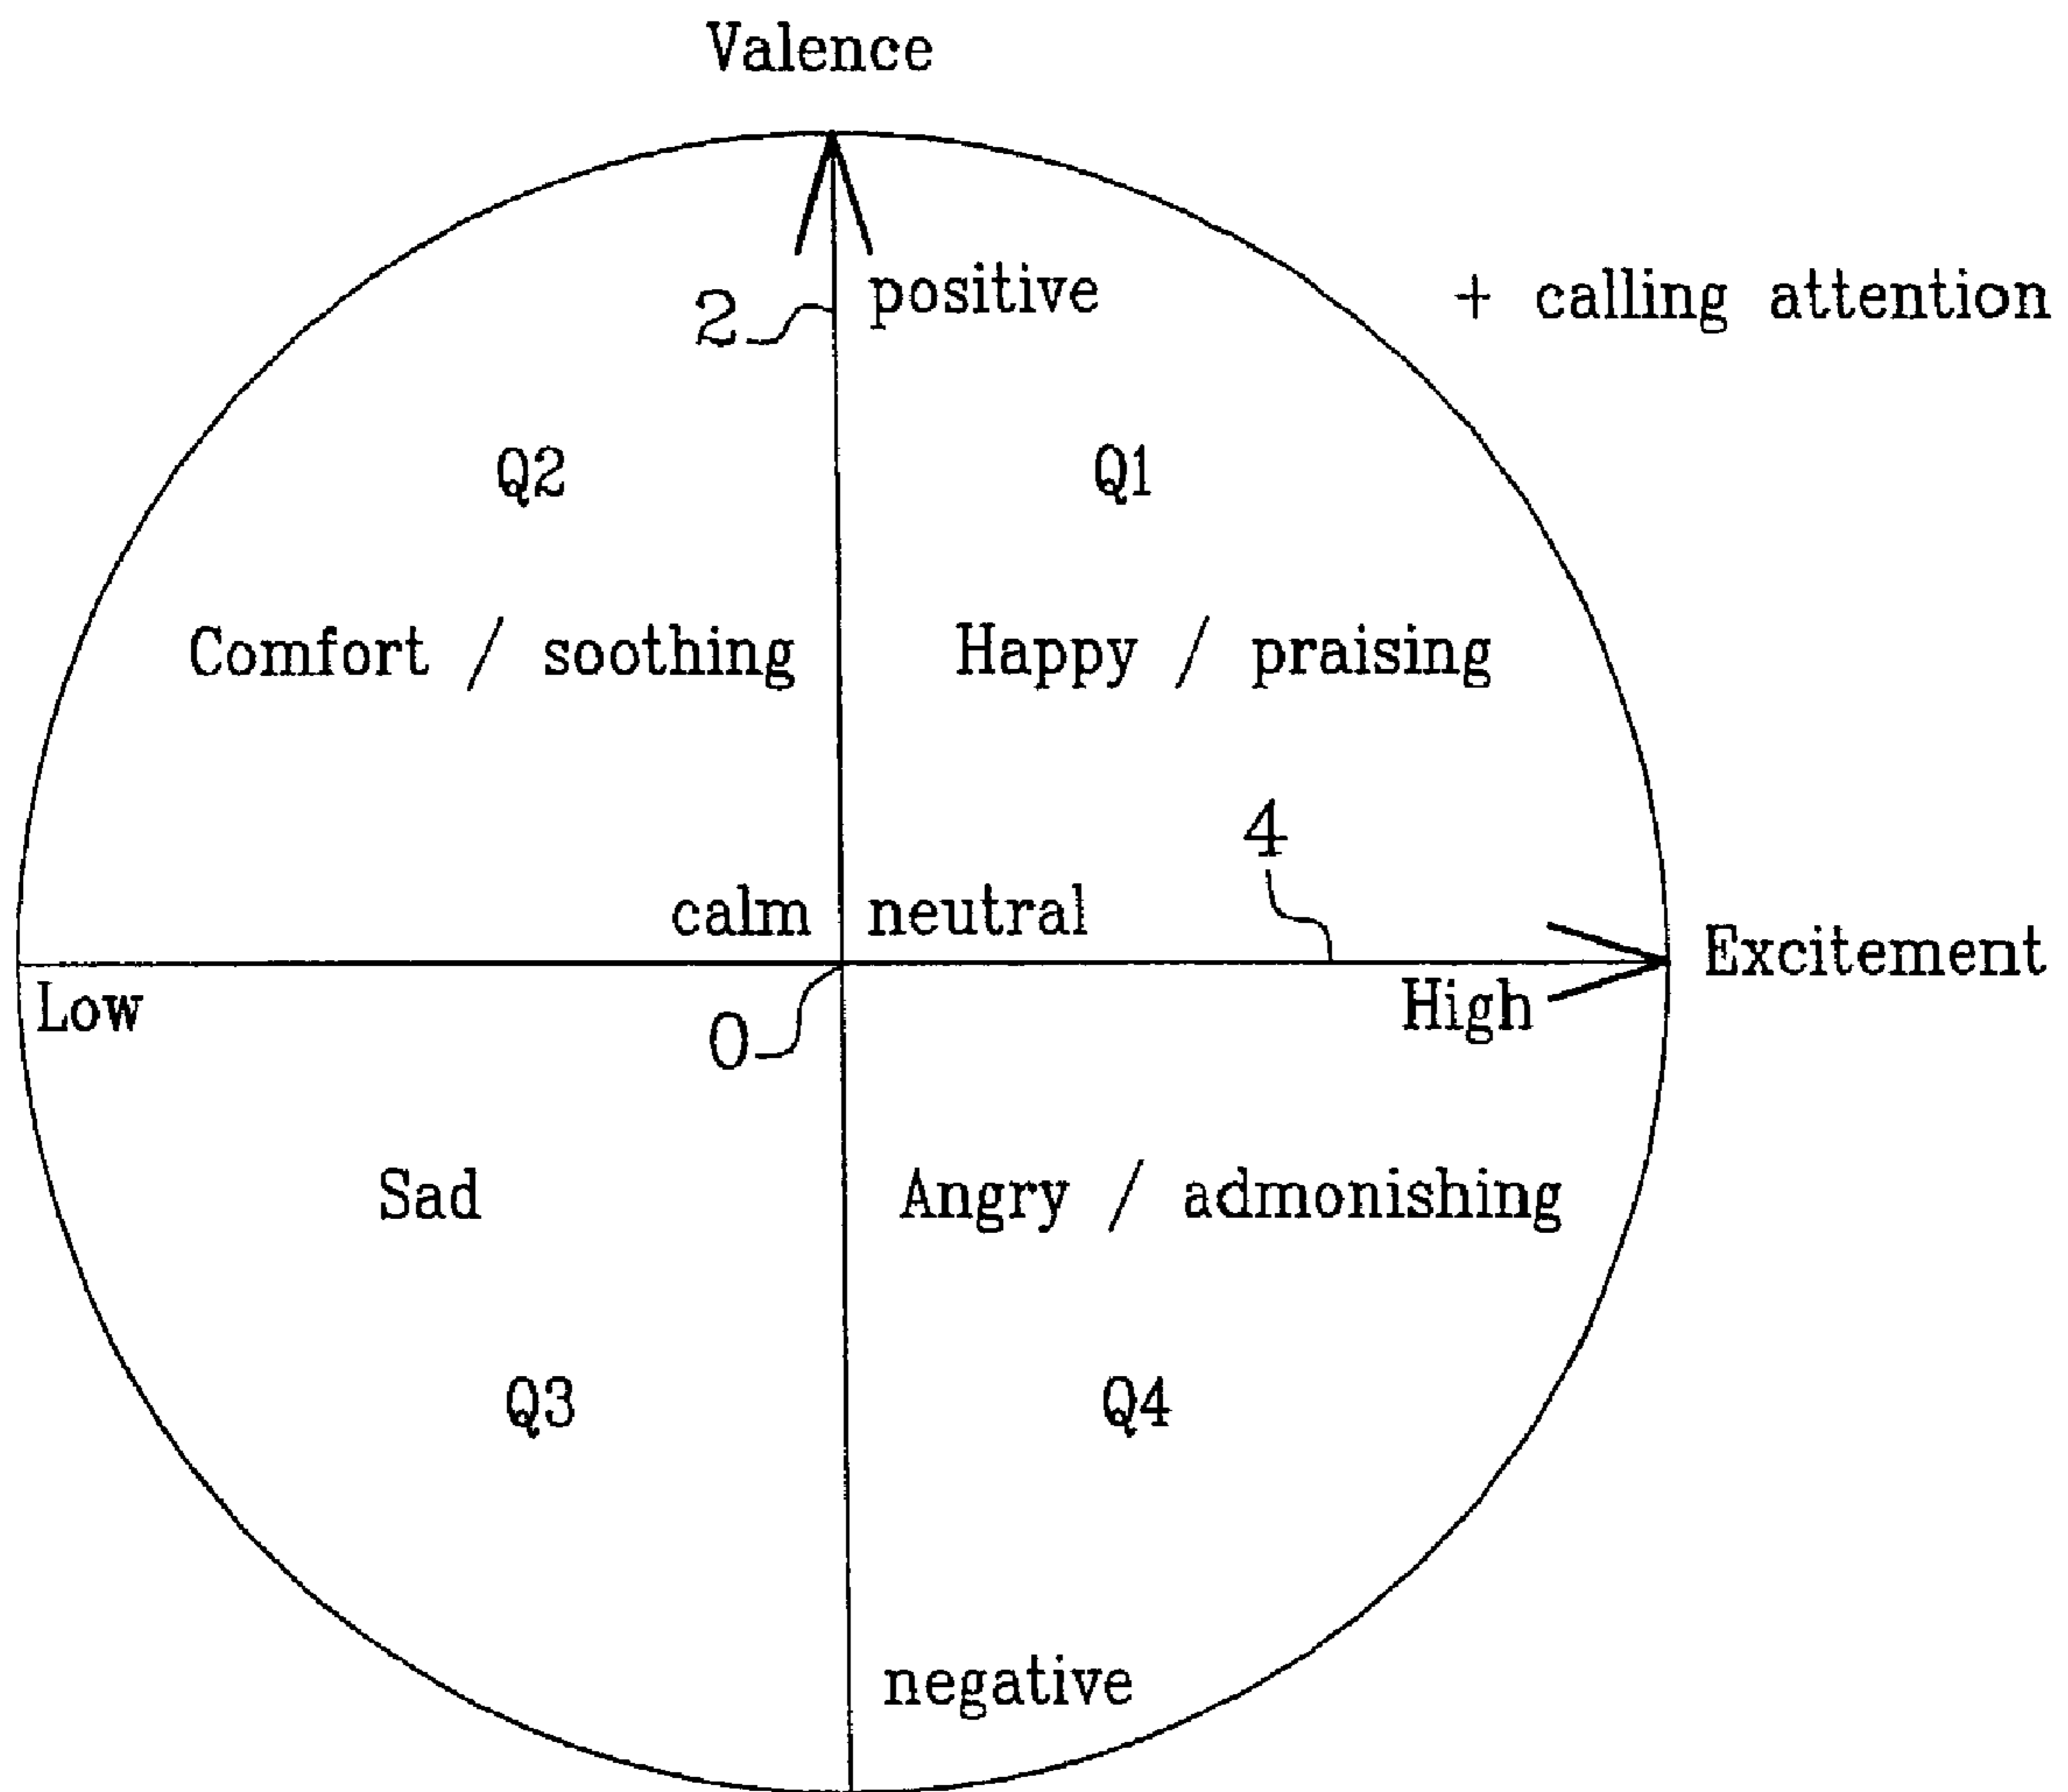 Valence
2 positive + calling attention
Q2 Q1
Comfort / soothing Happy / praising
4
calm neutral
Excitement
Low High
0
Sad Angry / admonishing
Q3 Q4
negative